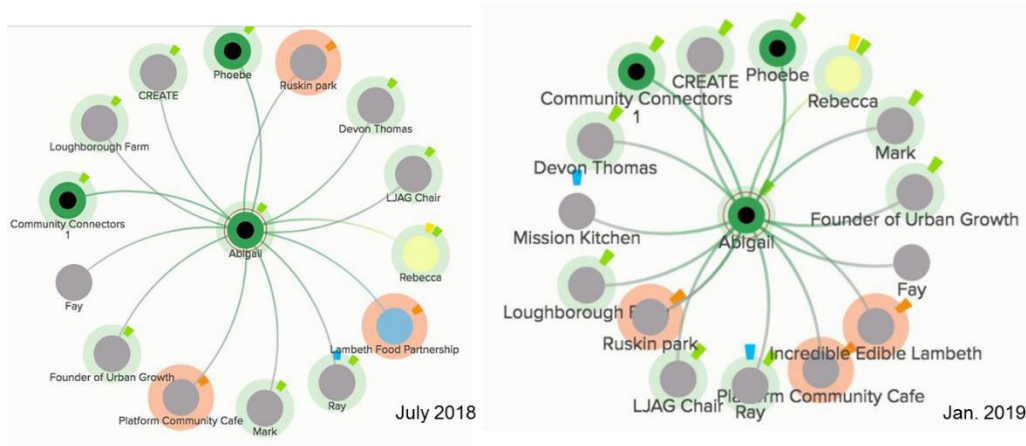 Phoebe
Ruskin park
CREATE
Devon Thomas
Loughborough Farm
LJAG Chair
Community Connectors
1
Abigail
Rebecca
Fay
Lambeth Food Partnership
Founder of Urban Growth
Ray
Platform Community Cafe
Mark
July 2018
CREATE
Phoebe
Community Connectors
1
Rebecca
Mark
Devon Thomas
Founder of Urban Growth
Mission Kitchen
Abigail
Fay
Loughborough
Ruskin park
Incredible Edible Lambeth
LJAG Chair
Platform Community Cafe
Ray
Jan. 2019